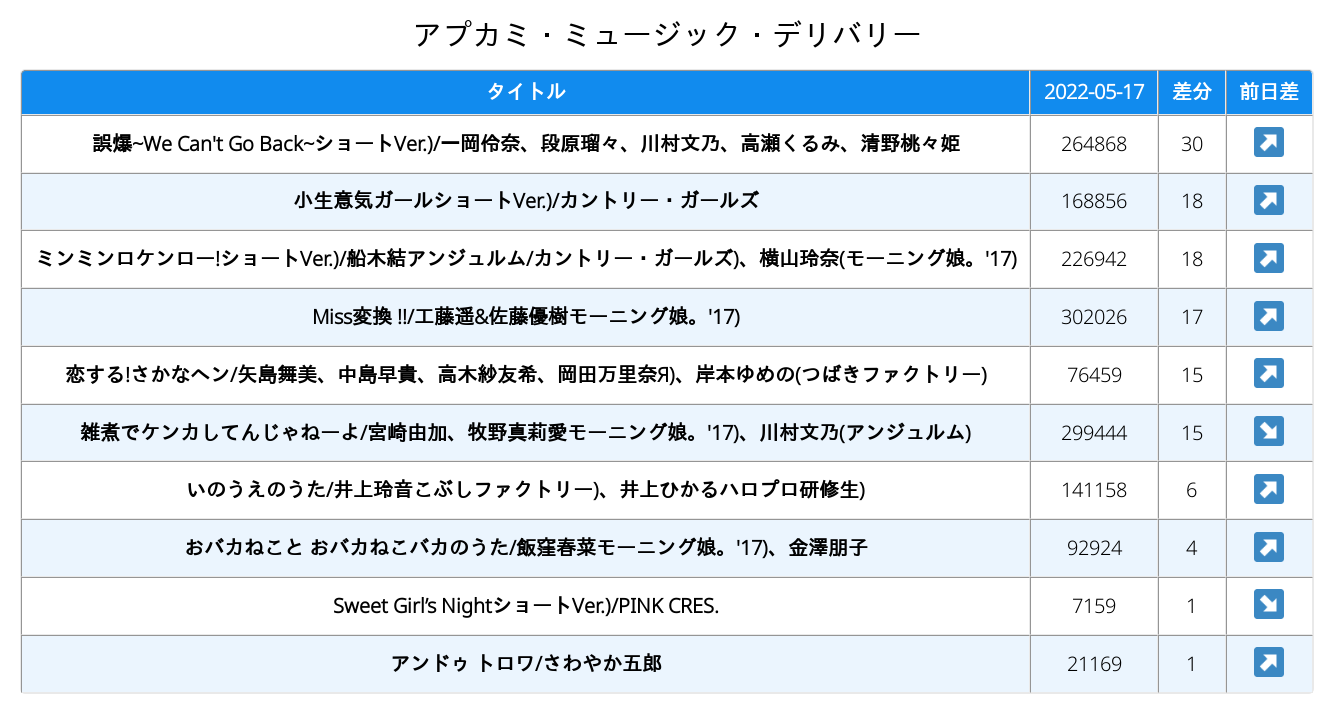 アプカミ・ミュージック・デリバリー
タイトル 2022-05-17 差分 前日差
誤爆~We Can't Go Back~ショートVer.)/一岡伶奈、段原瑠々、川村文乃、高瀬くるみ、清野桃々姫 264868 30
小生意気ガールショートVer.)/カントリー・ガールズ 168856 18
ミンミンロケンロー!ショートVer.)/船木結アンジュルム/カントリー・ガールズ)、横山玲奈(モーニング娘。'17) 226942 18
Miss変換 !!/工藤遥&佐藤優樹モーニング娘。'17) 302026 17
恋する!さかなヘン/矢島舞美、中島早貴、高木紗友希、岡田万里奈Я)、岸本ゆめの(つばきファクトリー) 76459 15
雑煮でケンカしてんじゃねーよ/宮崎由加、牧野真莉愛モーニング娘。'17)、川村文乃(アンジュルム) 299444 15
いのうえのうた/井上玲音こぶしファクトリー)、井上ひかるハロプロ研修生) 141158 6
おバカねこと おバカねこバカのうた/飯窪春菜モーニング娘。'17)、金澤朋子 92924 4
Sweet Girl’s NightショートVer.)/PINK CRES. 7159 1
アンドゥ トロワ/さわやか五郎 21169 1